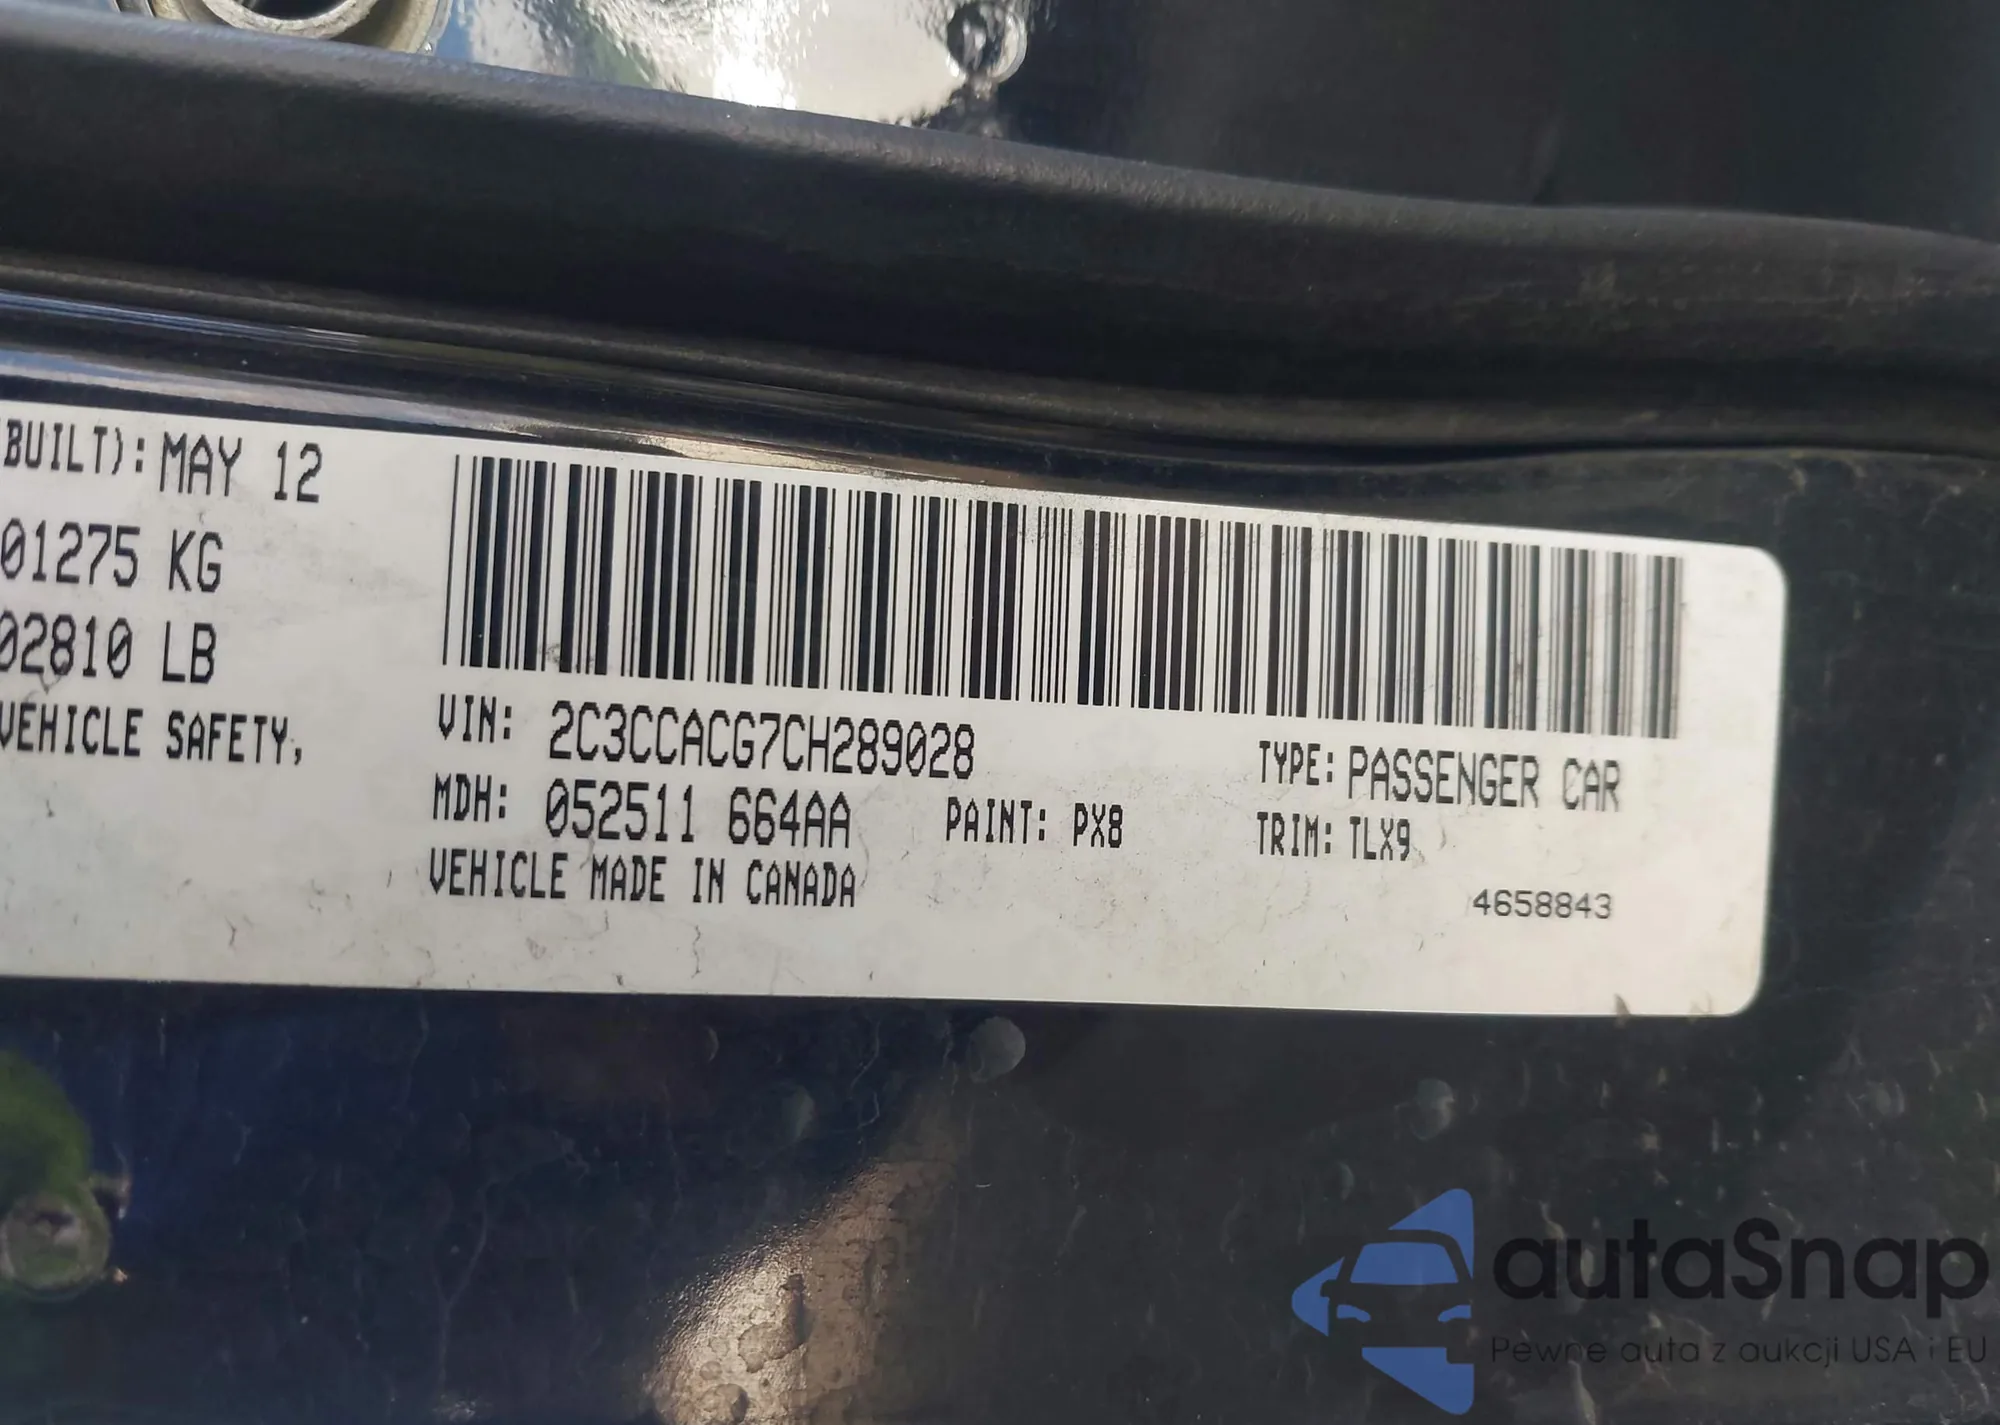 (BUILT): MAY 12
01275 KG
02810 LB
VEHICLE SAFETY,
VIN: 2C3CCACG7CH289028
TYPE: PASSENGER CAR
MDH: 052511 664AA
PAINT: PX8
TRIM: TLX9
VEHICLE MADE IN CANADA
4658843
autaSnap
Pewne auta z aukcji USA i EU